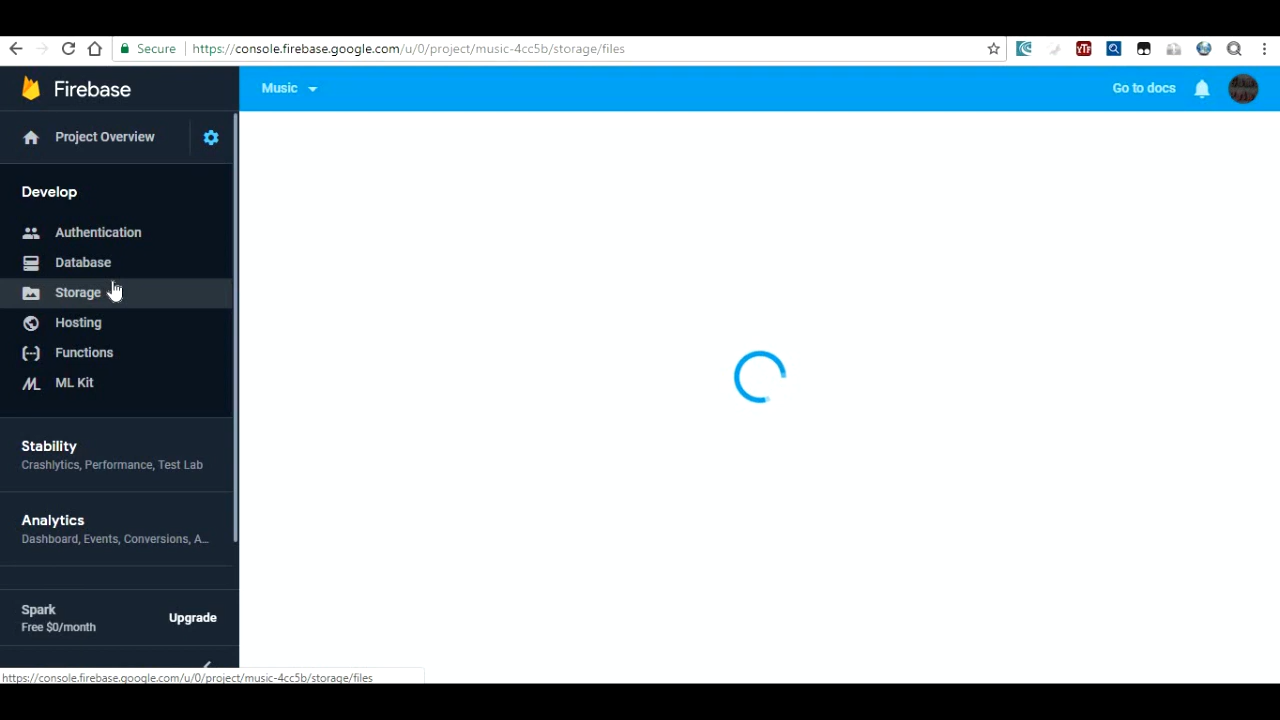 Secure https://console.firebase.google.com/u/0/project/music-4cc5b/storage/files
YTF
Firebase
Music
Go to docs
Project Overview
Develop
Authentication
Database
Storage
Hosting
Functions
ML Kit
Stability
Crashlytics, Performance, Test Lab
Analytics
Dashboard, Events, Conversions, A...
Spark
Free $0/month
Upgrade
https://console.firebase.google.com/u/0/project/music-4cc5b/storage/files